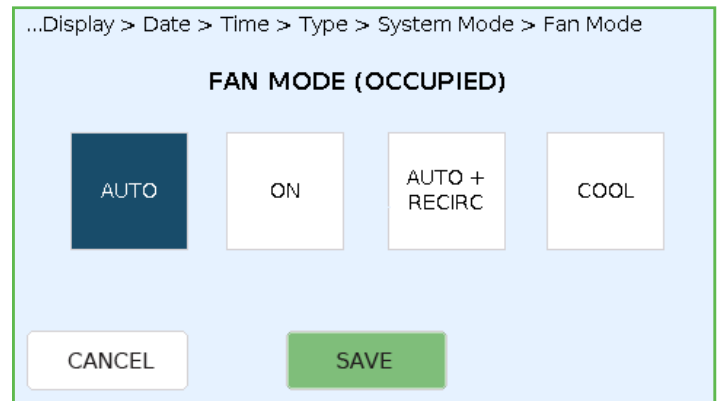 ...Display > Date > Time > Type > System Mode > Fan Mode
FAN MODE (OCCUPIED)
AUTO
ON
AUTO +
RECIRC
COOL
CANCEL
SAVE